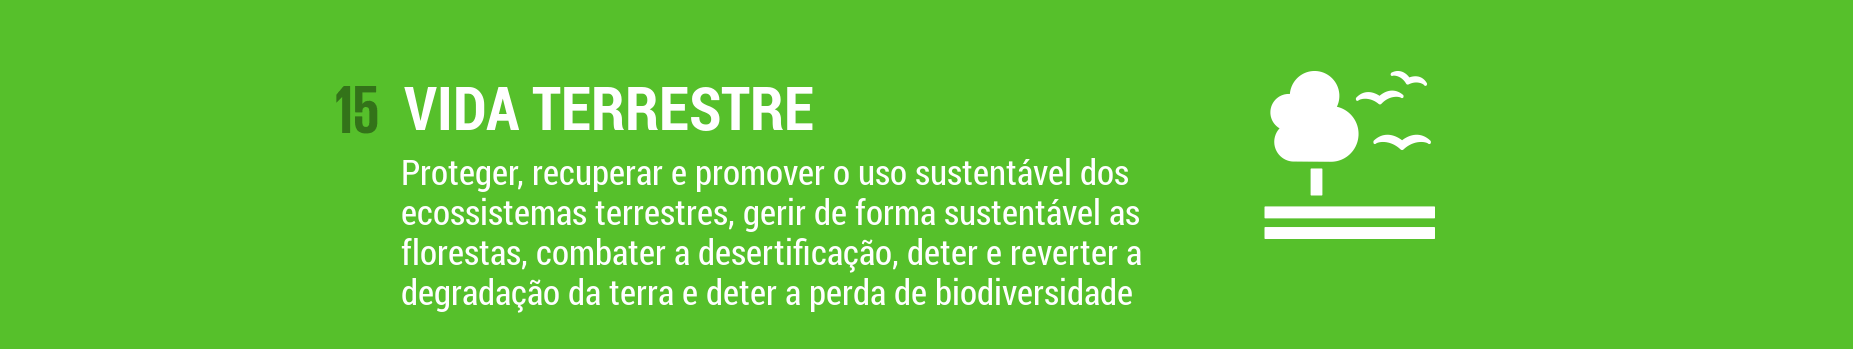 15 VIDA TERRESTRE
Proteger, recuperar e promover o uso sustentável dos
ecossistemas terrestres, gerir de forma sustentável as
florestas, combater a desertificação, deter e reverter a
degradação da terra e deter a perda de biodiversidade